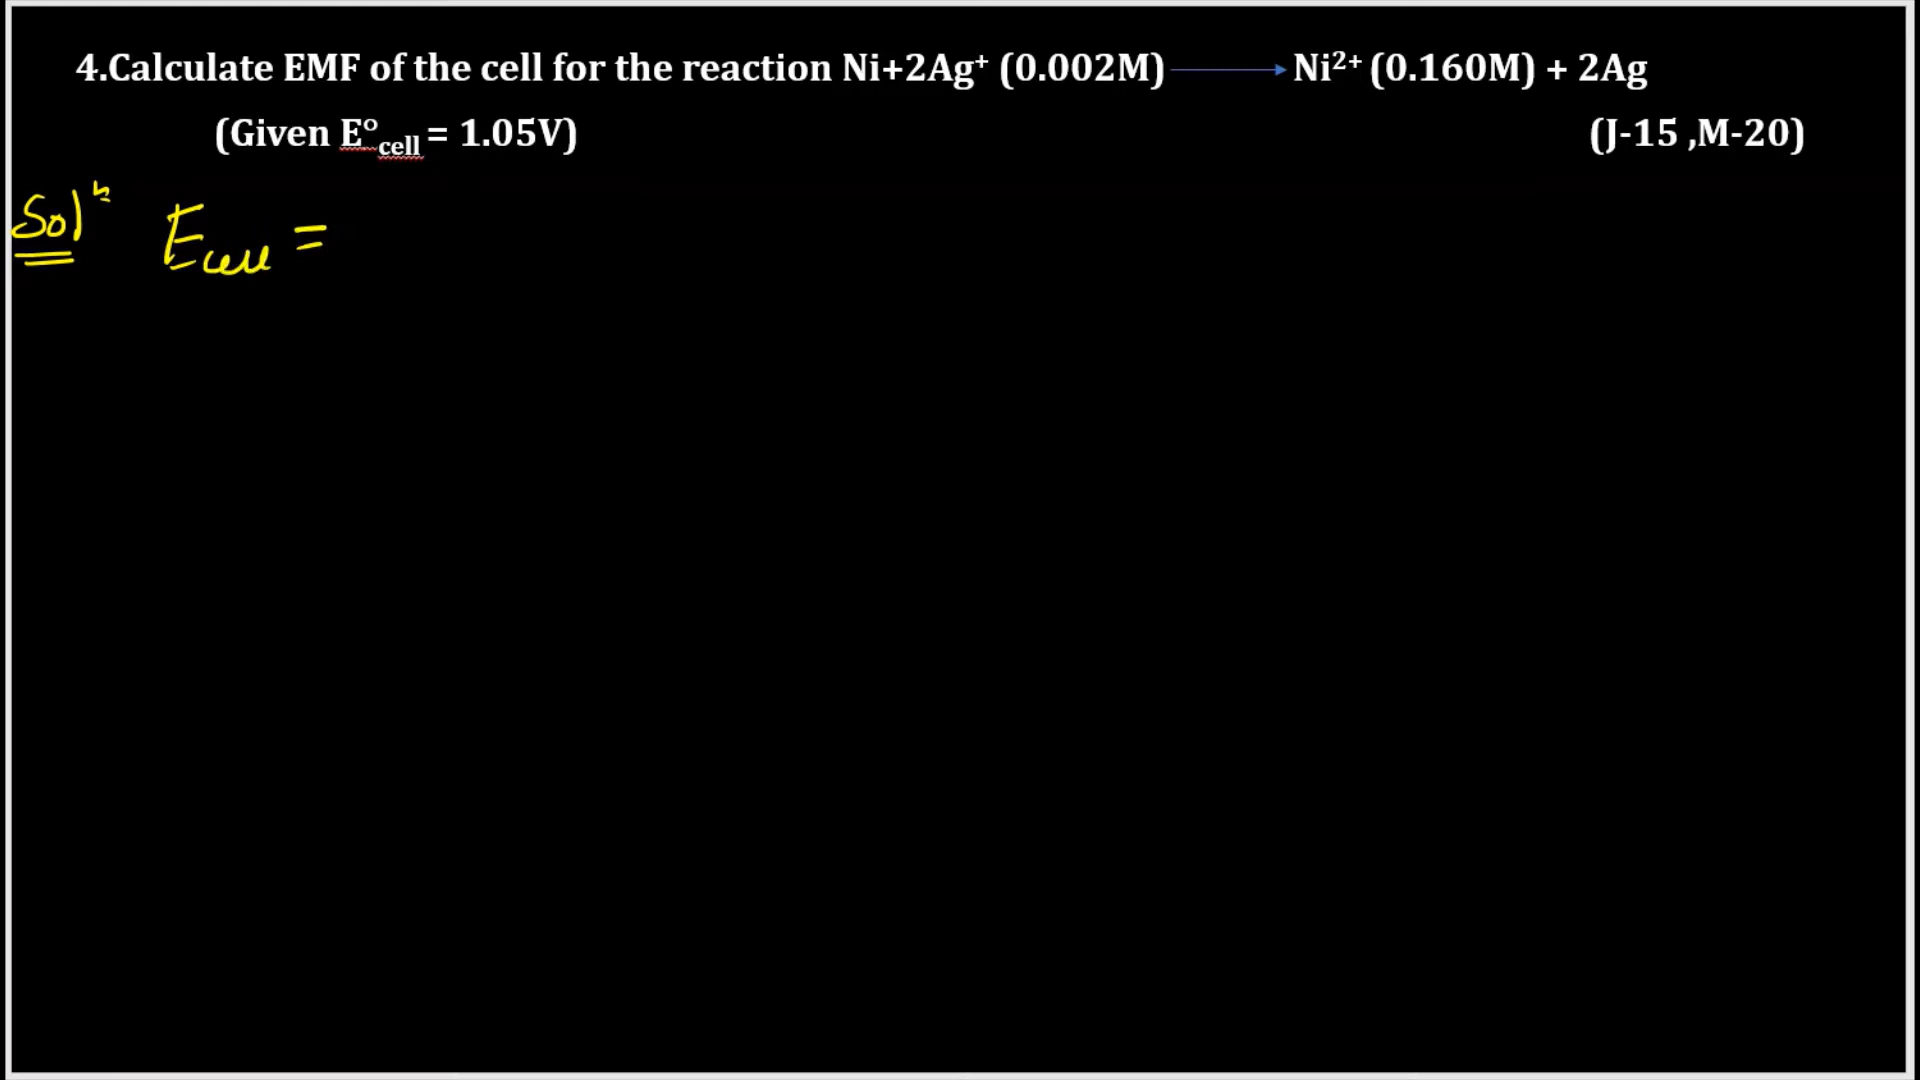 4.Calculate EMF of the cell for the reaction Ni+2Ag⁺ (0.002M) ⟶ Ni²⁺ (0.160M) + 2Ag
(Given E°cell = 1.05V) (J-15 ,M-20)
Solⁿ Ecell =